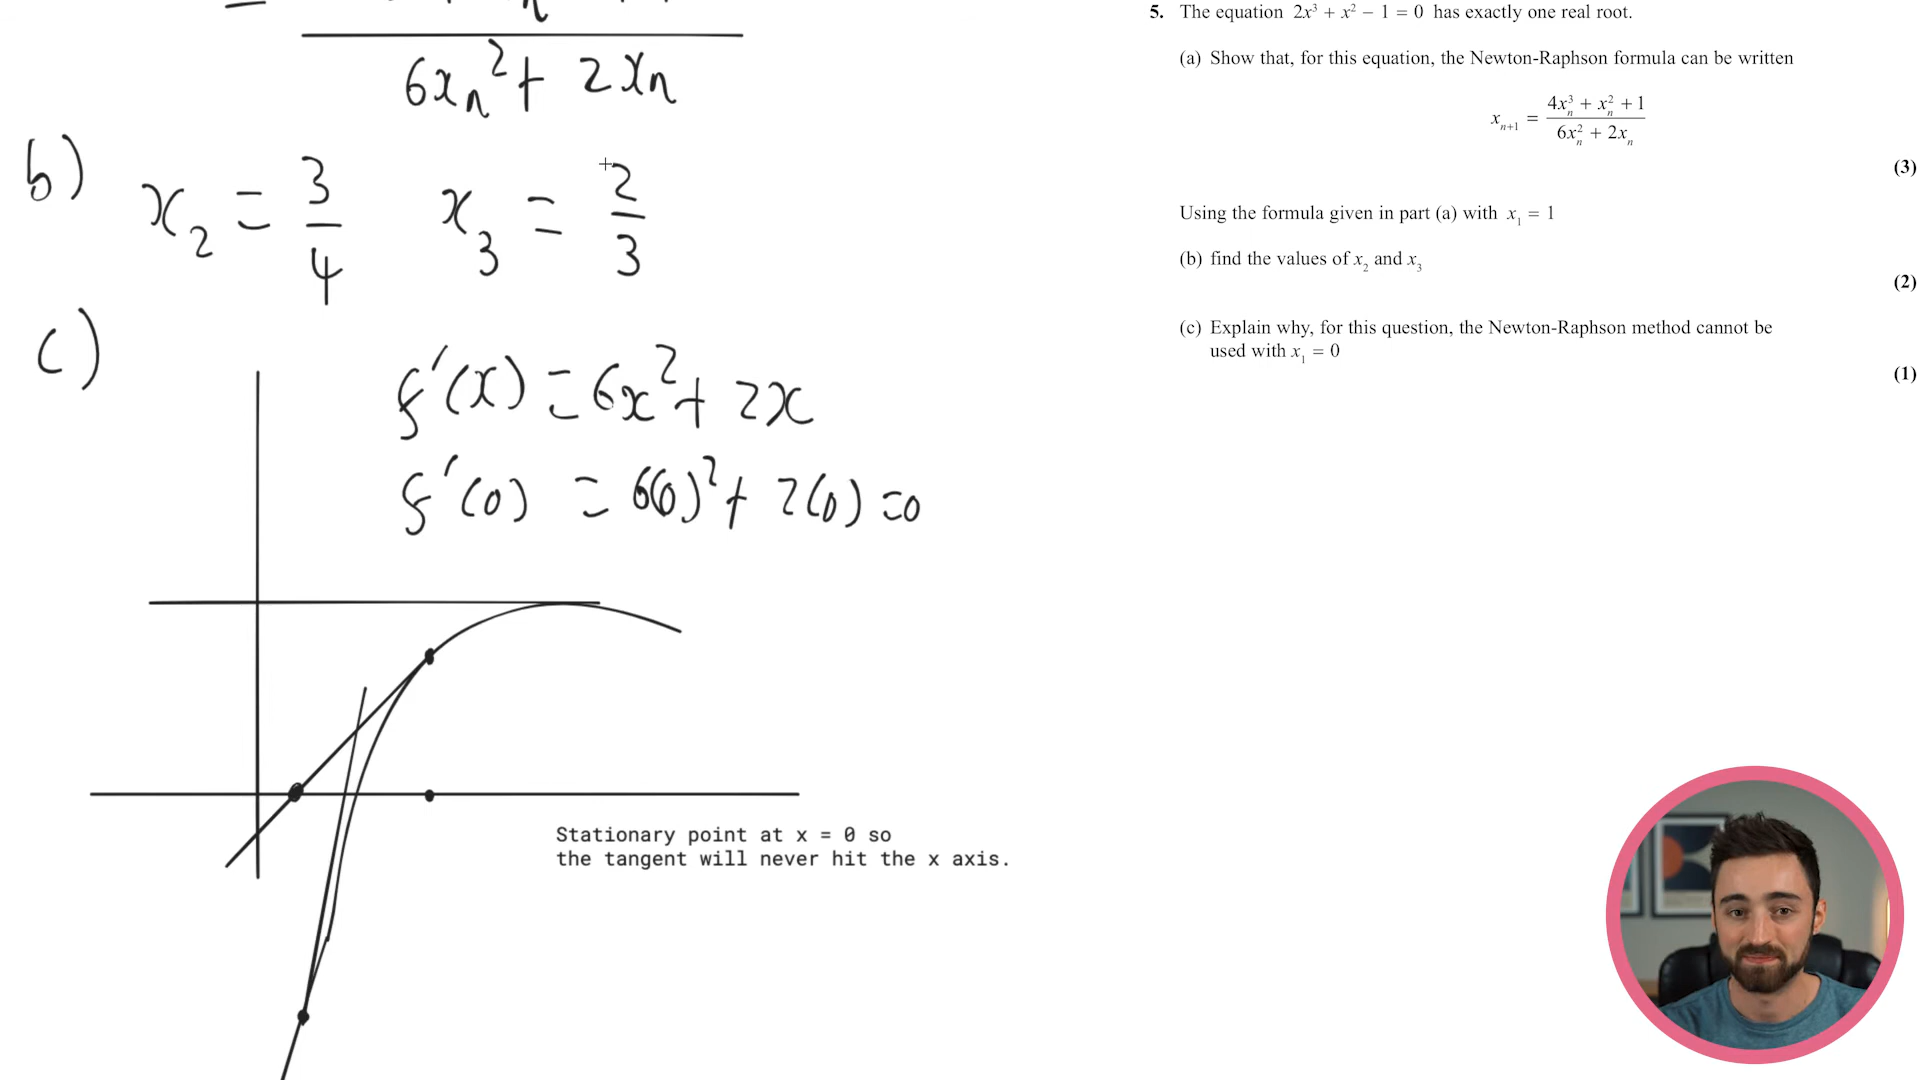 6xₙ² + 2xₙ
b) x₂ = 3/4 x₃ = 2/3
c)
f'(x) = 6x² + 2x
f'(0) = 6(0)² + 2(0) = 0
Stationary point at x = 0 so
the tangent will never hit the x axis.
5. The equation 2x³ + x² − 1 = 0 has exactly one real root.
(a) Show that, for this equation, the Newton-Raphson formula can be written
xₙ₊₁ = (4xₙ³ + xₙ² + 1)/(6xₙ² + 2xₙ)
(3)
Using the formula given in part (a) with x₁ = 1
(b) find the values of x₂ and x₃
(2)
(c) Explain why, for this question, the Newton-Raphson method cannot be
used with x₁ = 0
(1)